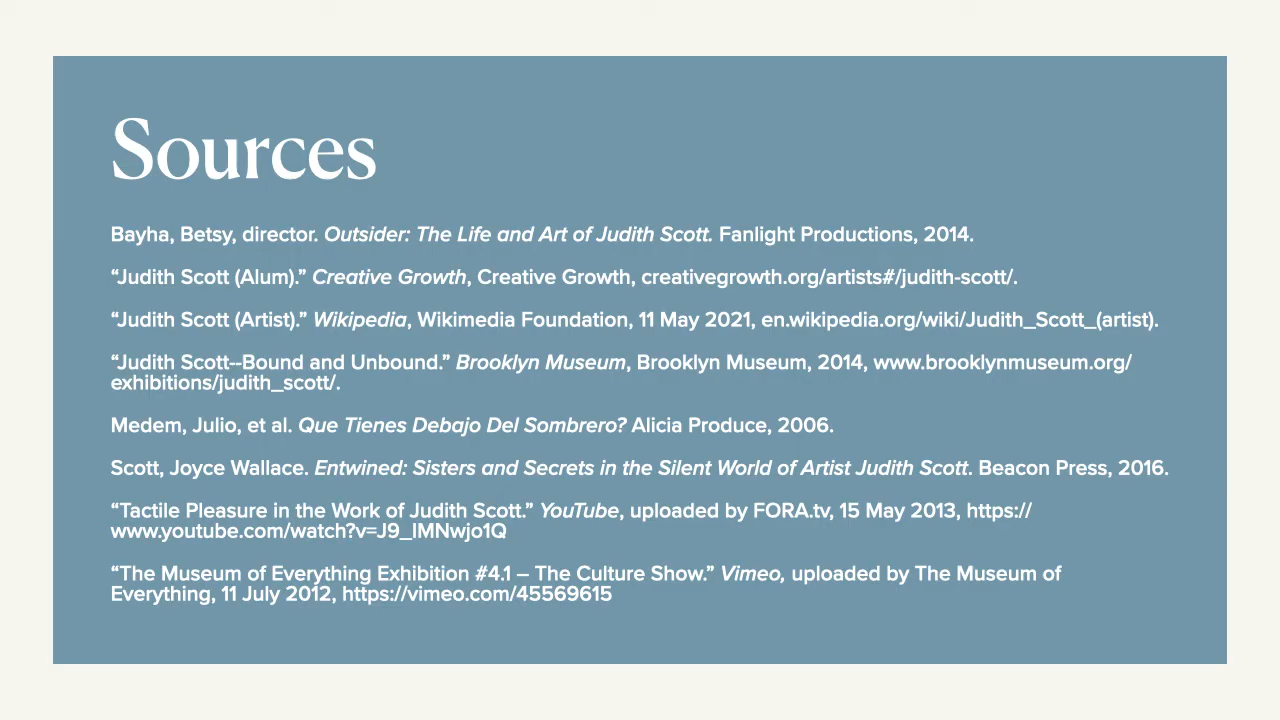 Sources
Bayha, Betsy, director. Outsider: The Life and Art of Judith Scott. Fanlight Productions, 2014.
“Judith Scott (Alum).” Creative Growth, Creative Growth, creativegrowth.org/artists#/judith-scott/.
“Judith Scott (Artist).” Wikipedia, Wikimedia Foundation, 11 May 2021, en.wikipedia.org/wiki/Judith_Scott_(artist).
“Judith Scott--Bound and Unbound.” Brooklyn Museum, Brooklyn Museum, 2014, www.brooklynmuseum.org/
exhibitions/judith_scott/.
Medem, Julio, et al. Que Tienes Debajo Del Sombrero? Alicia Produce, 2006.
Scott, Joyce Wallace. Entwined: Sisters and Secrets in the Silent World of Artist Judith Scott. Beacon Press, 2016.
“Tactile Pleasure in the Work of Judith Scott.” YouTube, uploaded by FORA.tv, 15 May 2013, https://
www.youtube.com/watch?v=J9_IMNwjo1Q
“The Museum of Everything Exhibition #4.1 – The Culture Show.” Vimeo, uploaded by The Museum of
Everything, 11 July 2012, https://vimeo.com/45569615